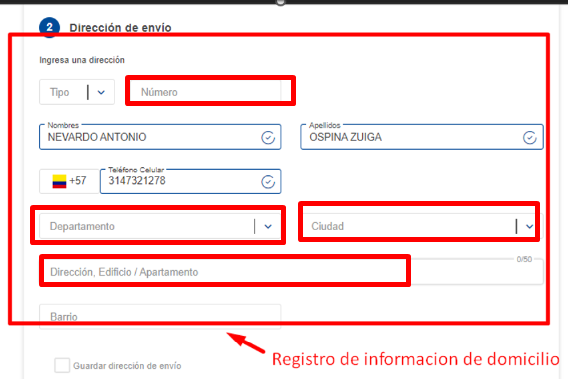 2 Dirección de envío
Ingresa una dirección
Tipo Número
Nombres Apellidos
NEVARDO ANTONIO OSPINA ZUIGA
Teléfono Celular
+57 3147321278
Departamento Ciudad
0/50
Dirección, Edificio / Apartamento
Barrio
Registro de informacion de domicilio
Guardar dirección de envío